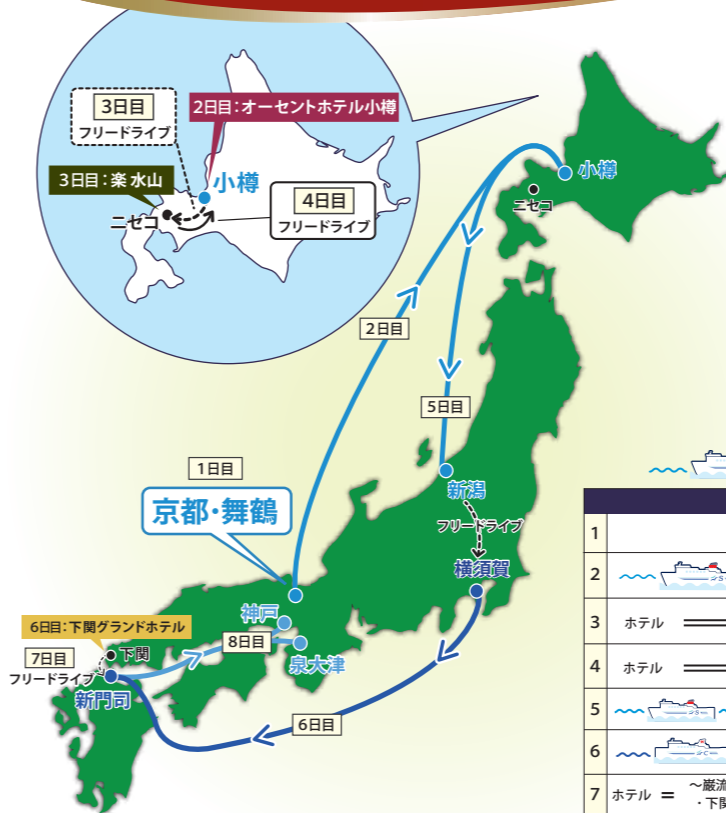 3日目
フリードライブ
2日目:オーセントホテル小樽
3日目:楽 水山
小樽
ニセコ
4日目
フリードライブ
小樽
ニセコ
2日目
5日目
1日目
京都・舞鶴
新潟
フリードライブ
横須賀
神戸
6日目:下関グランドホテル
8日目
下関
泉大津
7日目
フリードライブ
新門司
6日目
1
2
3 ホテル
4 ホテル
5
6
7 ホテル = ~巌流
・下関